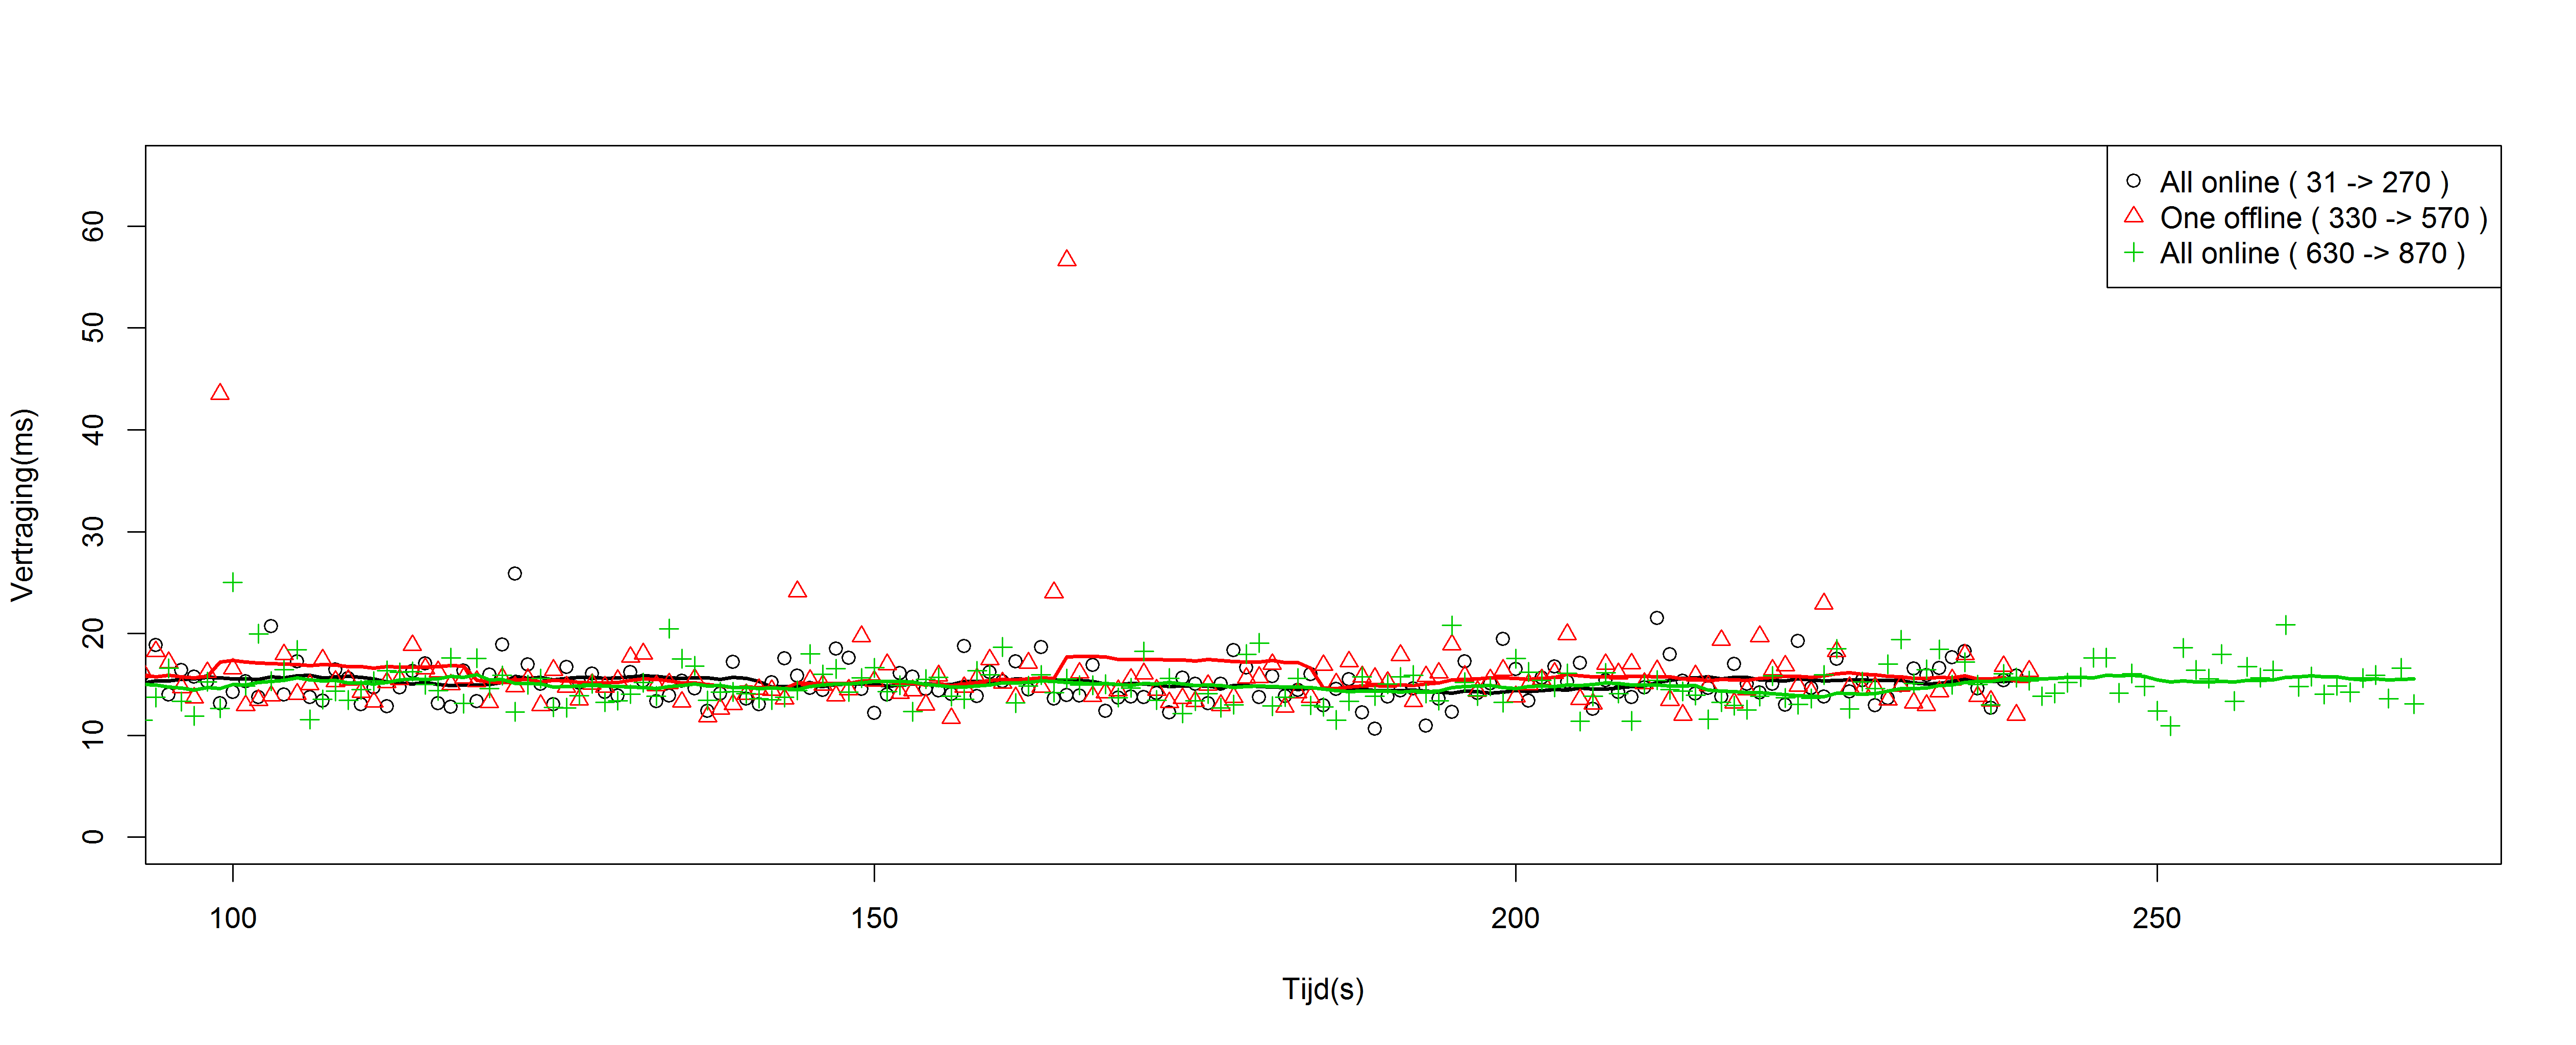 All online ( 31 -> 270 )
One offline ( 330 -> 570 )
All online ( 630 -> 870 )
Vertraging(ms)
60
50
40
30
20
10
0
100
150
200
250
Tijd(s)